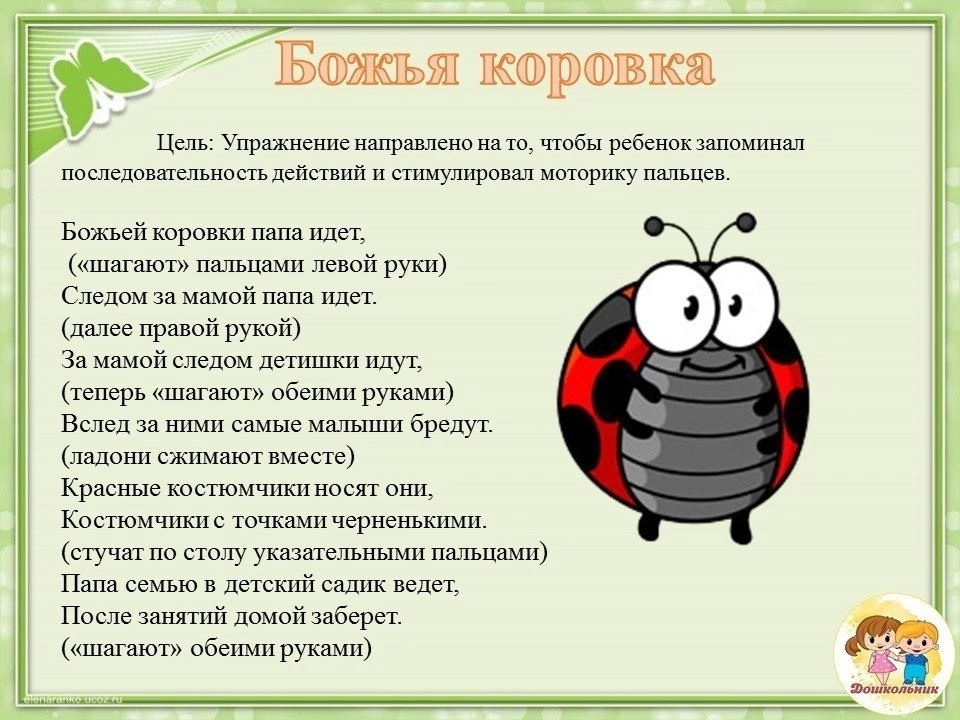 Божья коровка
Цель: Упражнение направлено на то, чтобы ребенок запоминал
последовательность действий и стимулировал моторику пальцев.
Божьей коровки папа идет,
(«шагают» пальцами левой руки)
Следом за мамой папа идет.
(далее правой рукой)
За мамой следом детишки идут,
(теперь «шагают» обеими руками)
Вслед за ними самые малыши бредут.
(ладони сжимают вместе)
Красные костюмчики носят они,
Костюмчики с точками черненькими.
(стучат по столу указательными пальцами)
Папа семью в детский садик ведет,
После занятий домой заберет.
(«шагают» обеими руками)
Дошкольник
elenaranko.ucoz.ru